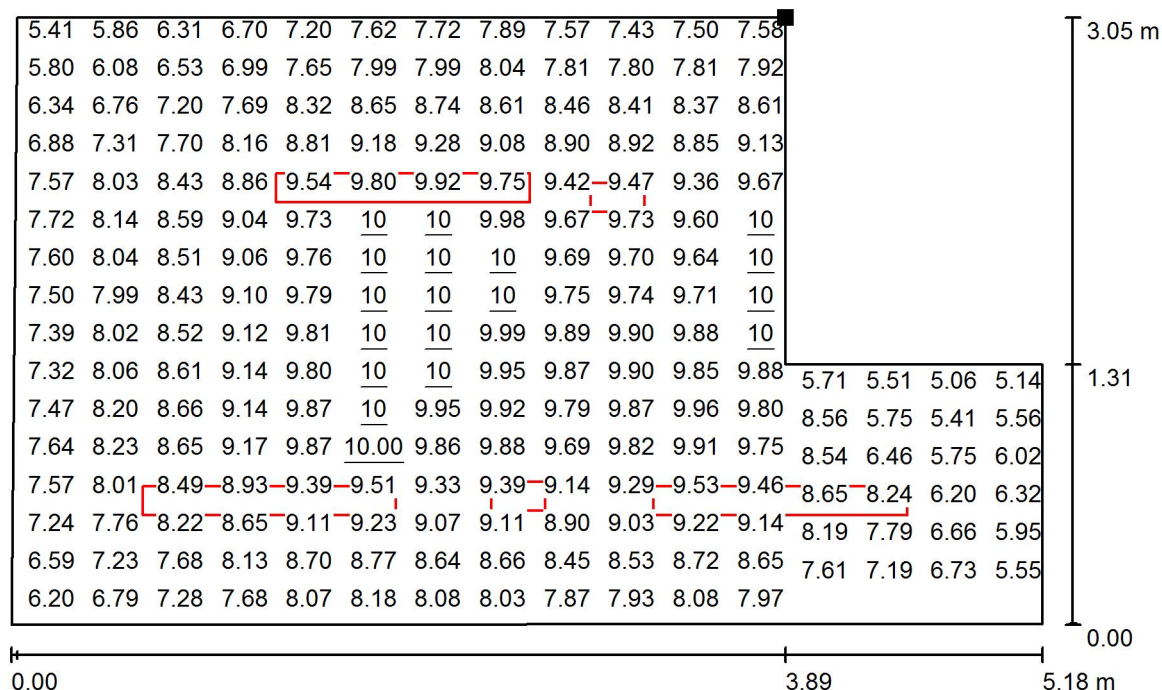 5.41 5.86 6.31 6.70 7.20 7.62 7.72 7.89 7.57 7.43 7.50 7.58
3.05 m
5.80 6.08 6.53 6.99 7.65 7.99 7.99 8.04 7.81 7.80 7.81 7.92
6.34 6.76 7.20 7.69 8.32 8.65 8.74 8.61 8.46 8.41 8.37 8.61
6.88 7.31 7.70 8.16 8.81 9.18 9.28 9.08 8.90 8.92 8.85 9.13
7.57 8.03 8.43 8.86 9.54 9.80 9.92 9.75 9.42 9.47 9.36 9.67
7.72 8.14 8.59 9.04 9.73 10 10 9.98 9.67 9.73 9.60 10
7.60 8.04 8.51 9.06 9.76 10 10 10 9.69 9.70 9.64 10
7.50 7.99 8.43 9.10 9.79 10 10 10 9.75 9.74 9.71 10
7.39 8.02 8.52 9.12 9.81 10 10 9.99 9.89 9.90 9.88 10
7.32 8.06 8.61 9.14 9.80 10 10 9.95 9.87 9.90 9.85 9.88
5.71 5.51 5.06 5.14
1.31
7.47 8.20 8.66 9.14 9.87 10 9.95 9.92 9.79 9.87 9.96 9.80
8.56 5.75 5.41 5.56
7.64 8.23 8.65 9.17 9.87 10.00 9.86 9.88 9.69 9.82 9.91 9.75
8.54 6.46 5.75 6.02
7.57 8.01 8.49 8.93 9.39 9.51 9.33 9.39 9.14 9.29 9.53 9.46
8.65 8.24 6.20 6.32
7.24 7.76 8.22 8.65 9.11 9.23 9.07 9.11 8.90 9.03 9.22 9.14
8.19 7.79 6.66 5.95
6.59 7.23 7.68 8.13 8.70 8.77 8.64 8.66 8.45 8.53 8.72 8.65
7.61 7.19 6.73 5.55
6.20 6.79 7.28 7.68 8.07 8.18 8.08 8.03 7.87 7.93 8.08 7.97
0.00
0.00 3.89 5.18 m